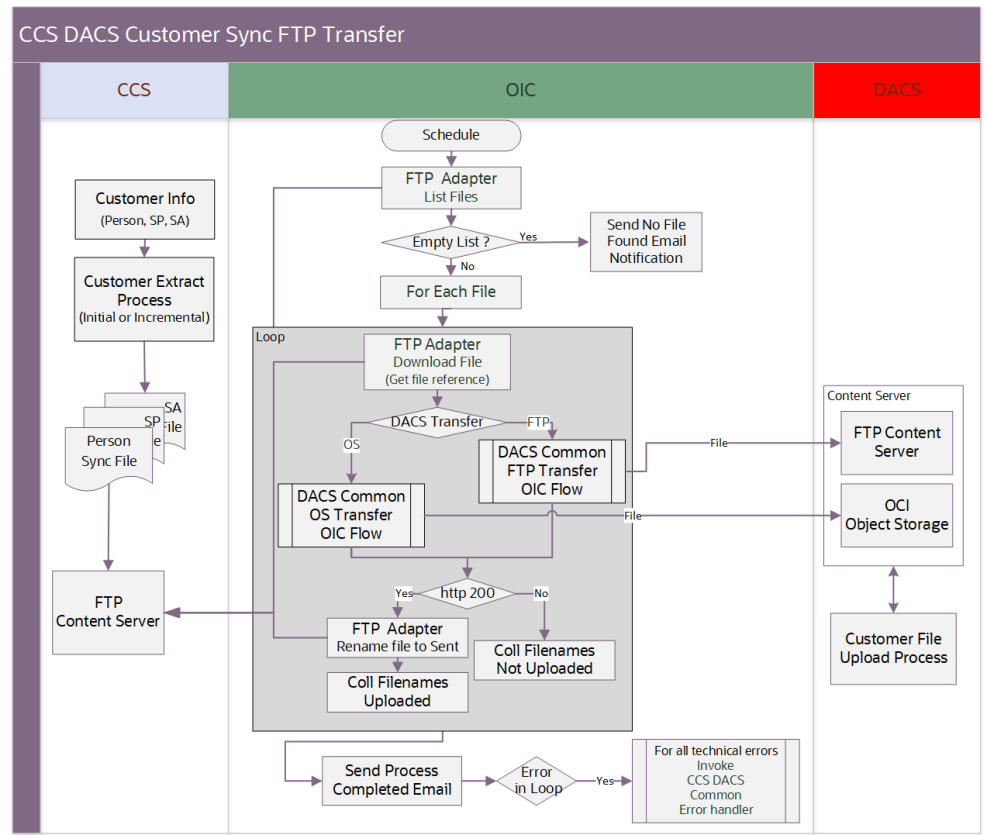 CCS DACS Customer Sync FTP Transfer
CCS
OIC
DACS
Customer Info
(Person, SP, SA)
Customer Extract
Process
(Initial or Incremental)
SA
File
SP
e
Person
Sync File
FTP
Content Server
Schedule
FTP Adapter
List Files
Empty List ?
Yes
Send No File
Found Email
Notification
No
For Each File
Loop
FTP Adapter
Download File
(Get file reference)
DACS Transfer
OS
FTP
DACS Common
FTP Transfer
OIC Flow
DACS Common
OS Transfer
OIC Flow
File
File
http 200
Yes
No
FTP Adapter
Rename file to Sent
Coll Filenames
Not Uploaded
Coll Filenames
Uploaded
Send Process
Completed Email
Error
in Loop
Yes
For all technical errors
Invoke
CCS DACS
Common
Error handler
Content Server
FTP Content
Server
OCI
Object Storage
Customer File
Upload Process